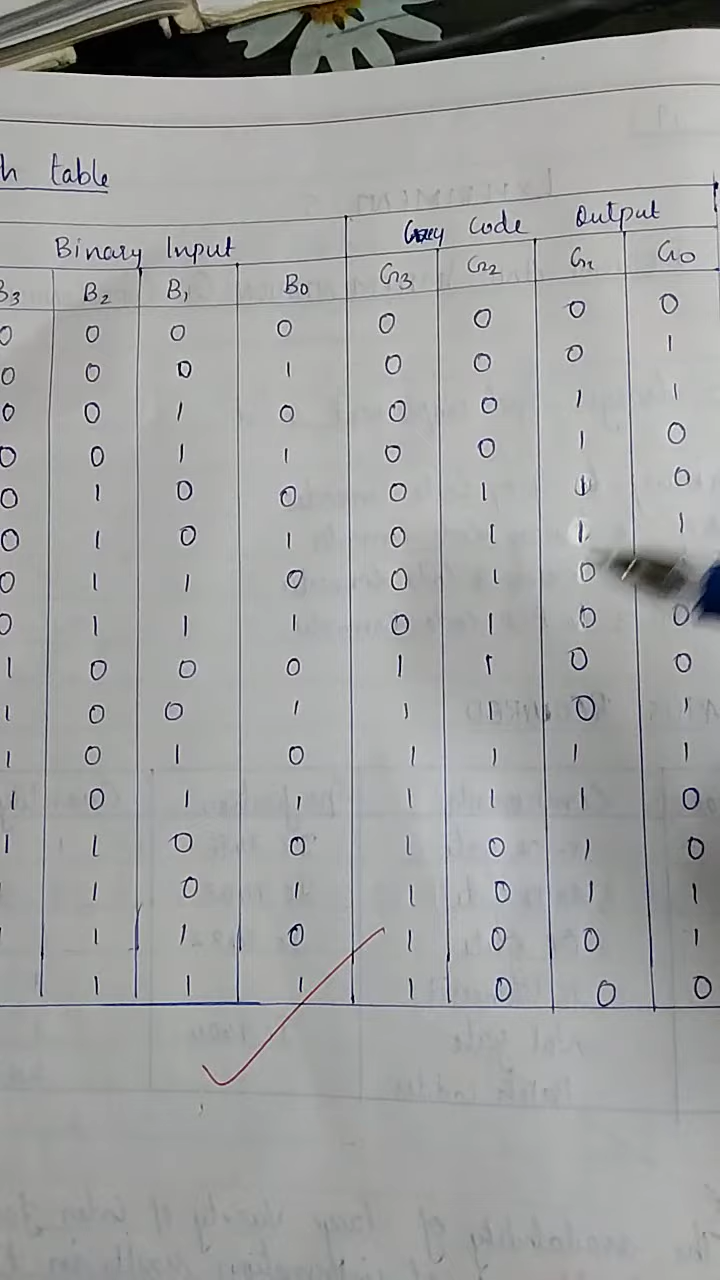 h table
Binary Input Grey Code Output
B3 B2 B1 B0 G3 G2 G1 G0
0 0 0 0 0 0 0 0
0 0 0 1 0 0 0 1
0 0 1 0 0 0 1 1
0 0 1 1 0 0 1 0
0 1 0 0 0 1 1 0
0 1 0 1 0 1 1 1
0 1 1 0 0 1 0
0 1 1 1 0 1 0 0
1 0 0 0 1 1 0 0
1 0 0 1 1 1 0 1
1 0 1 0 1 1 1 1
1 0 1 1 1 1 1 0
1 1 0 0 1 0 1 0
1 1 0 1 1 0 1 1
1 1 1 0 1 0 0 1
1 1 1 1 0 0 0